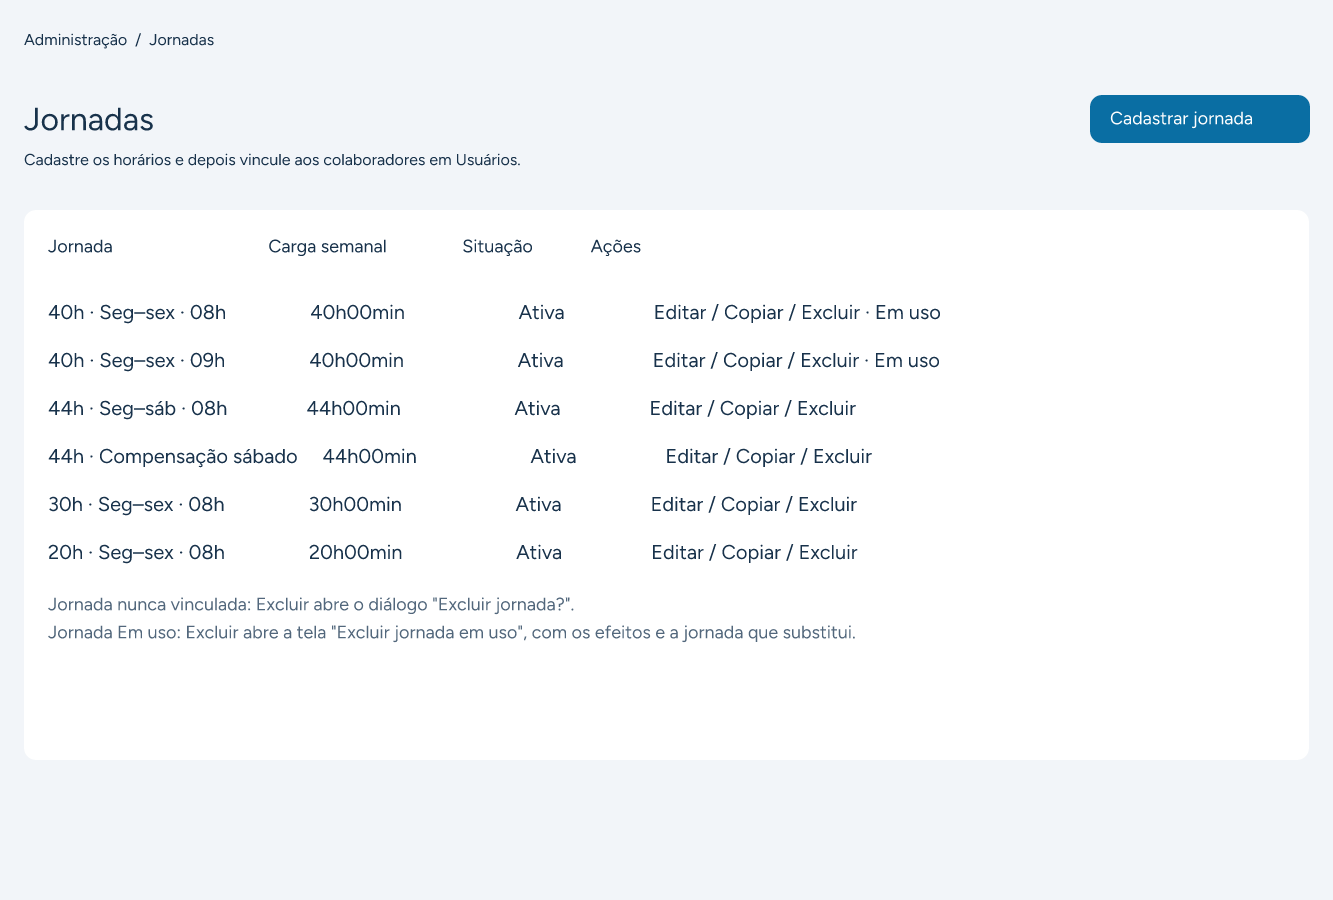 Administração / Jornadas
Jornadas
Cadastrar jornada
Cadastre os horários e depois vincule aos colaboradores em Usuários.
Jornada Carga semanal Situação Ações
40h · Seg–sex · 08h 40h00min Ativa Editar / Copiar / Excluir · Em uso
40h · Seg–sex · 09h 40h00min Ativa Editar / Copiar / Excluir · Em uso
44h · Seg–sáb · 08h 44h00min Ativa Editar / Copiar / Excluir
44h · Compensação sábado 44h00min Ativa Editar / Copiar / Excluir
30h · Seg–sex · 08h 30h00min Ativa Editar / Copiar / Excluir
20h · Seg–sex · 08h 20h00min Ativa Editar / Copiar / Excluir
Jornada nunca vinculada: Excluir abre o diálogo "Excluir jornada?".
Jornada Em uso: Excluir abre a tela "Excluir jornada em uso", com os efeitos e a jornada que substitui.